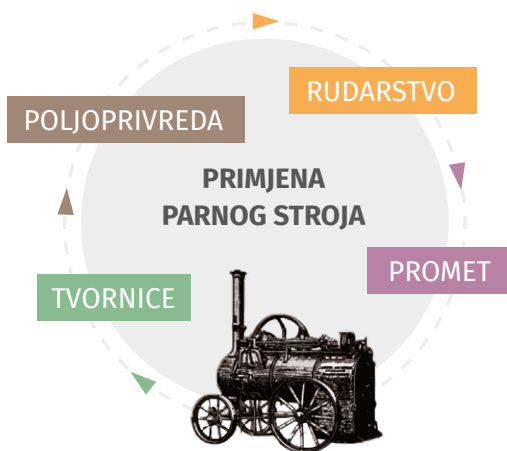 RUDARSTVO
POLJOPRIVREDA
PRIMJENA
PARNOG STROJA
PROMET
TVORNICE